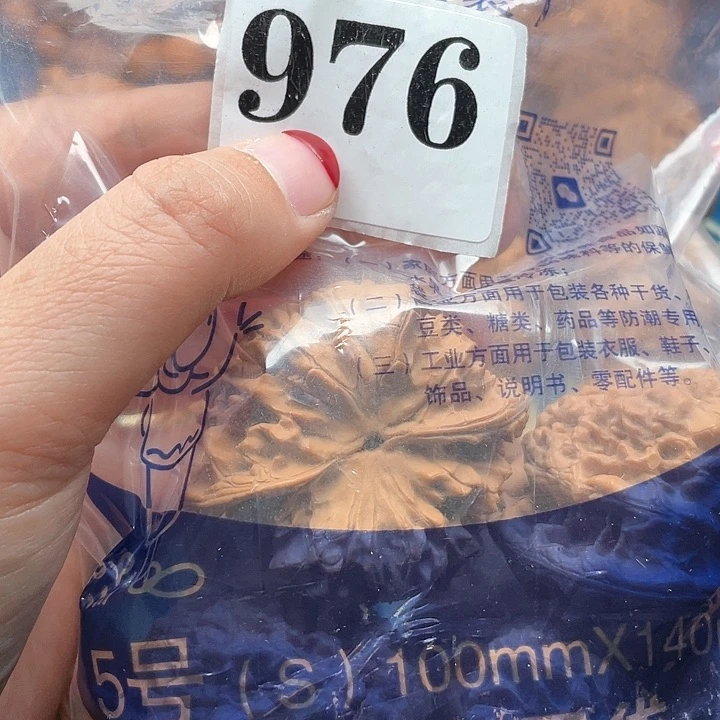 976
方面用于包装各种干货、
豆类、糖类、药品等防潮专用
（三）工业方面用于包装衣服、鞋子、
饰品、说明书、零配件等。
5号（S）100mmX140